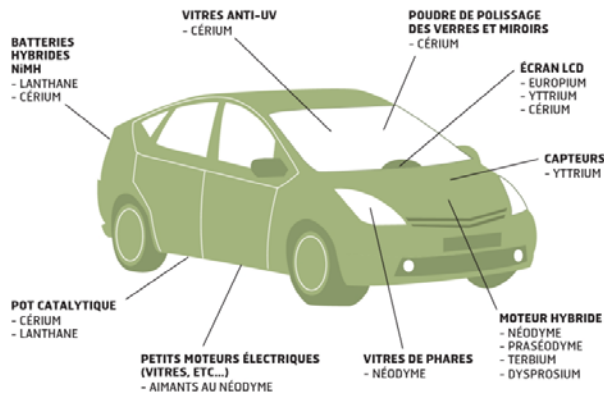 VITRES ANTI-UV
- CÉRIUM
POUDRE DE POLISSAGE
DES VERRES ET MIROIRS
- CÉRIUM
BATTERIES
HYBRIDES
NiMH
- LANTHANE
- CÉRIUM
ÉCRAN LCD
- EUROPIUM
- YTTRIUM
- CÉRIUM
CAPTEURS
- YTTRIUM
POT CATALYTIQUE
- CÉRIUM
- LANTHANE
PETITS MOTEURS ÉLECTRIQUES
(VITRES, ETC...)
- AIMANTS AU NÉODYME
VITRES DE PHARES
- NÉODYME
MOTEUR HYBRIDE
- NÉODYME
- PRASÉODYME
- TERBIUM
- DYSPROSIUM